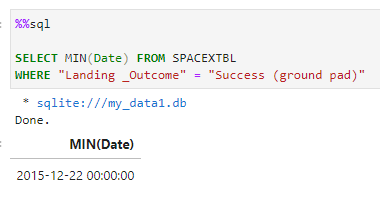 %%sql
SELECT MIN(Date) FROM SPACEXTBL
WHERE "Landing _Outcome" = "Success (ground pad)"
* sqlite:///my_data1.db
Done.
MIN(Date)
2015-12-22 00:00:00